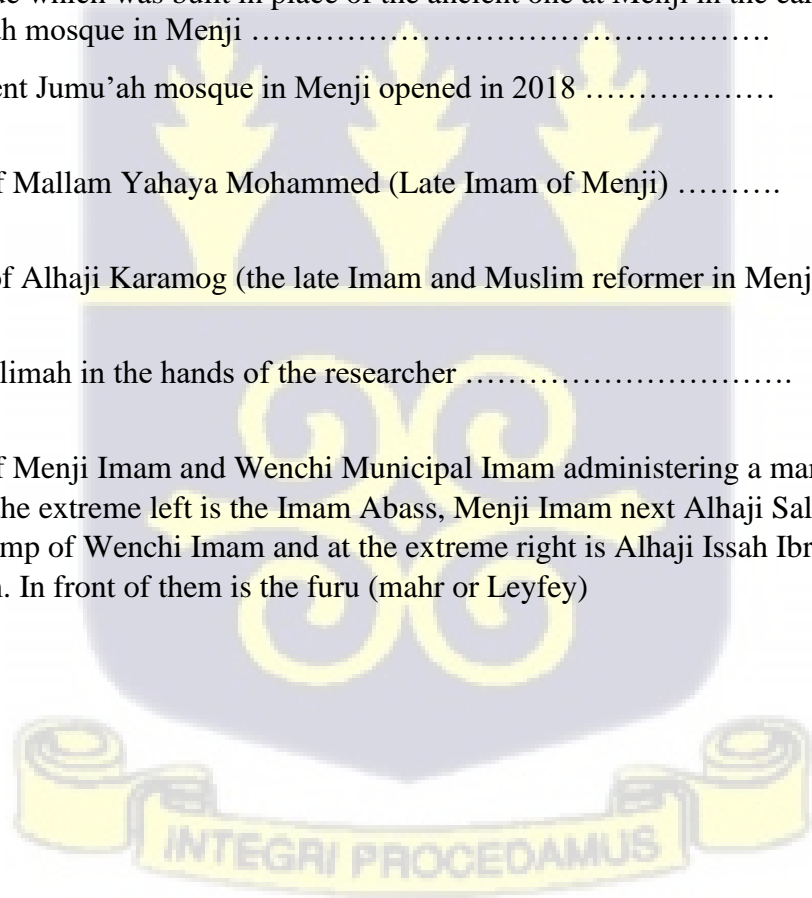 which was built in place of the ancient one at Menji in the
ah mosque in Menji ……………………………………………
ent Jumu’ah mosque in Menji opened in 2018 ………………
f Mallam Yahaya Mohammed (Late Imam of Menji) ……….
of Alhaji Karamog (the late Imam and Muslim reformer in Menj
limah in the hands of the researcher ………………………….
f Menji Imam and Wenchi Municipal Imam administering a mar
he extreme left is the Imam Abass, Menji Imam next Alhaji Sal
mp of Wenchi Imam and at the extreme right is Alhaji Issah Ibr
. In front of them is the furu (mahr or Leyfey)
INTEGRI PROCEDAMUS